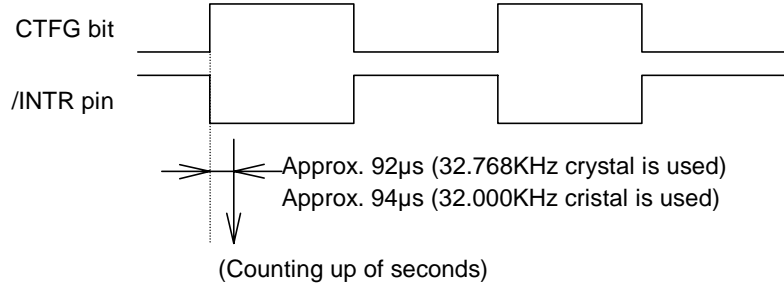 CTFG bit
/INTR pin
Approx. 92µs (32.768KHz crystal is used)
Approx. 94µs (32.000KHz cristal is used)
(Counting up of seconds)